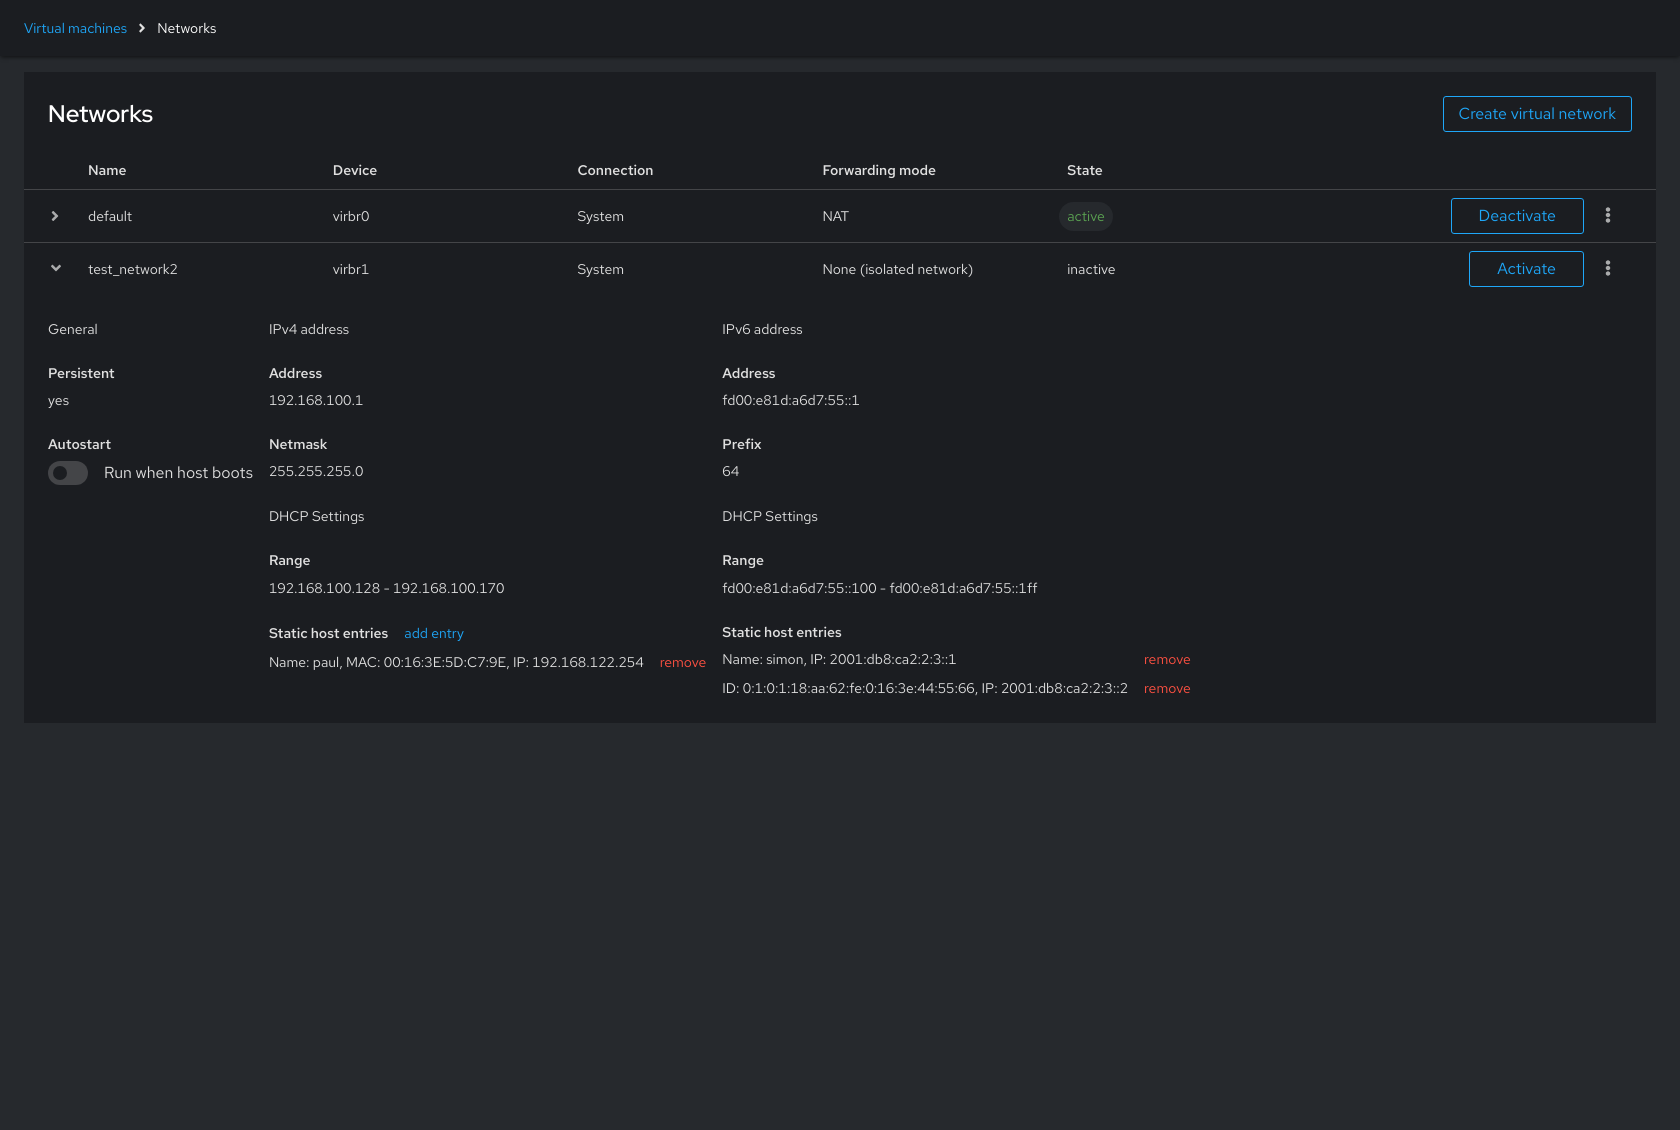 Virtual machines > Networks
Networks
Create virtual network
Name Device Connection Forwarding mode State
default virbr0 System NAT active Deactivate
test_network2 virbr1 System None (isolated network) inactive Activate
General
Persistent
yes
Autostart
Run when host boots
IPv4 address
Address
192.168.100.1
Netmask
255.255.255.0
DHCP Settings
Range
192.168.100.128 - 192.168.100.170
Static host entries add entry
Name: paul, MAC: 00:16:3E:5D:C7:9E, IP: 192.168.122.254 remove
IPv6 address
Address
fd00:e81d:a6d7:55::1
Prefix
64
DHCP Settings
Range
fd00:e81d:a6d7:55::100 - fd00:e81d:a6d7:55::1ff
Static host entries
Name: simon, IP: 2001:db8:ca2:2:3::1 remove
ID: 0:1:0:1:18:aa:62:fe:0:16:3e:44:55:66, IP: 2001:db8:ca2:2:3::2 remove